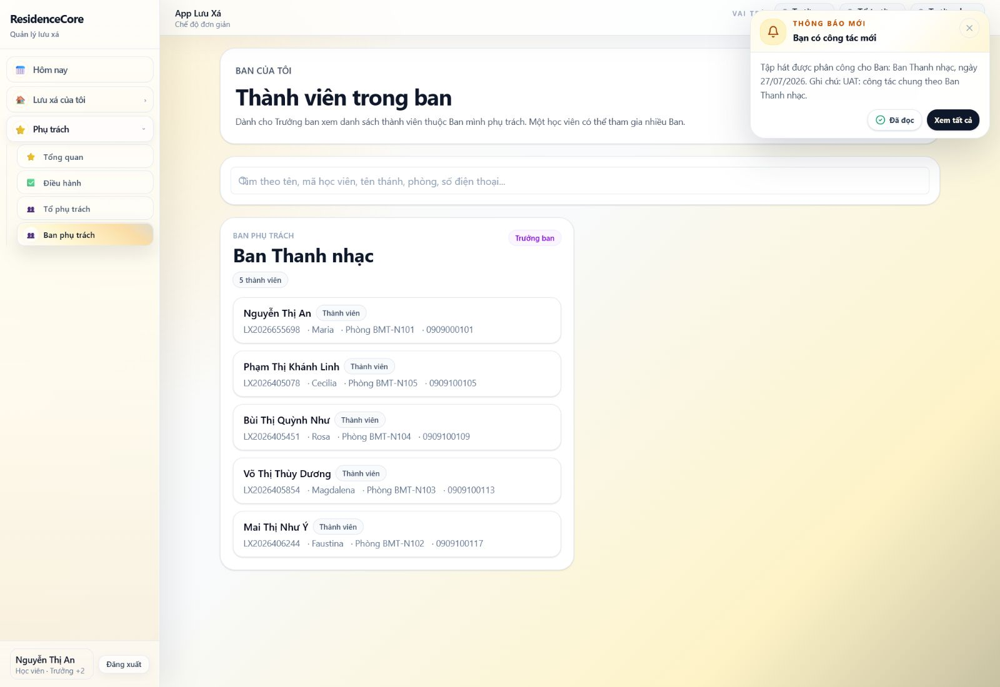 ResidenceCore
Quản lý lưu xá
Hôm nay
Lưu xá của tôi
Phụ trách
Tổng quan
Điều hành
Tổ phụ trách
Ban phụ trách
Nguyễn Thị An
Học viên · Trưởng +2
Đăng xuất
App Lưu Xá
Chế độ đơn giản
THÔNG BÁO MỚI
Bạn có công tác mới
Tập hát được phân công cho Ban: Ban Thanh nhạc, ngày
27/07/2026. Ghi chú: UAT: công tác chung theo Ban
Thanh nhạc.
Đã đọc
Xem tất cả
BAN CỦA TÔI
Thành viên trong ban
Dành cho Trưởng ban xem danh sách thành viên thuộc Ban mình phụ trách. Một học viên có thể tham gia nhiều Ban.
Tìm theo tên, mã học viên, tên thánh, phòng, số điện thoại...
BAN PHỤ TRÁCH
Trưởng ban
Ban Thanh nhạc
5 thành viên
Nguyễn Thị An Thành viên
LX2026655698 · Maria · Phòng BMT-N101 · 0909000101
Phạm Thị Khánh Linh Thành viên
LX2026405078 · Cecilia · Phòng BMT-N105 · 0909100105
Bùi Thị Quỳnh Như Thành viên
LX2026405451 · Rosa · Phòng BMT-N104 · 0909100109
Võ Thị Thùy Dương Thành viên
LX2026405854 · Magdalena · Phòng BMT-N103 · 0909100113
Mai Thị Như Ý Thành viên
LX2026406244 · Faustina · Phòng BMT-N102 · 0909100117